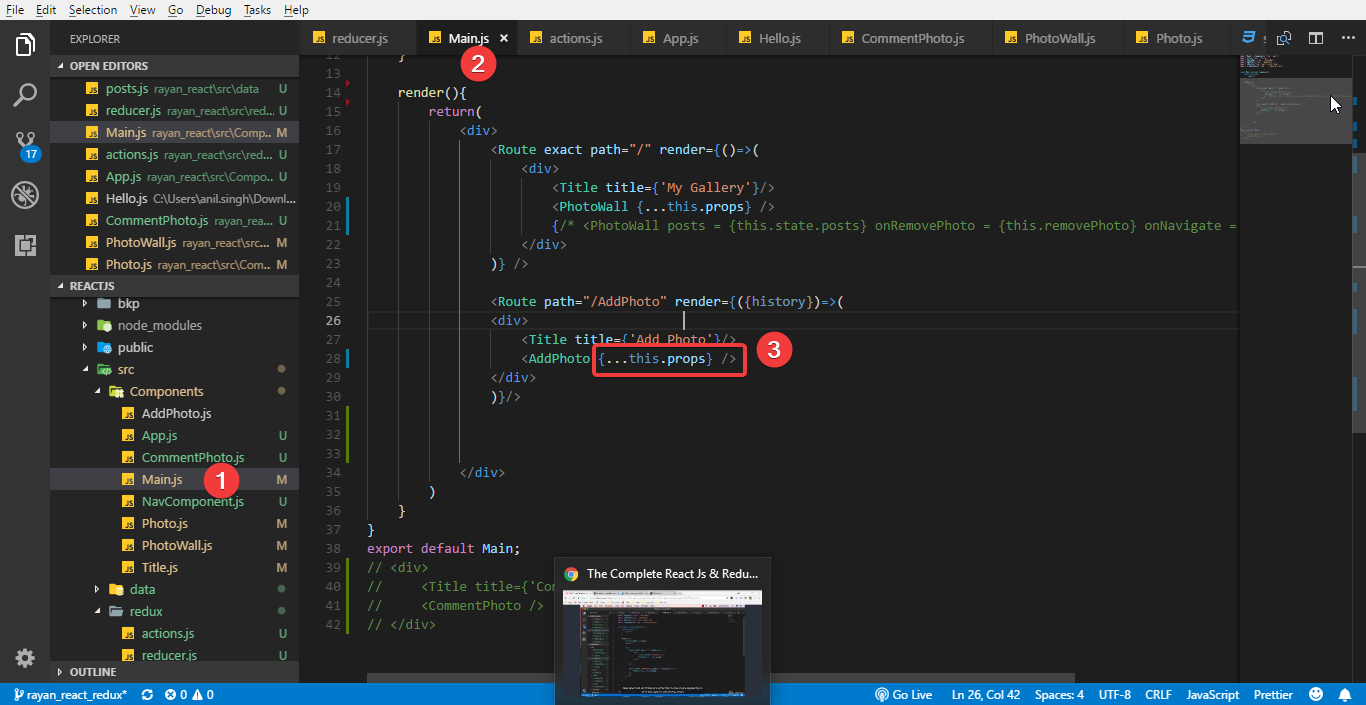 File Edit Selection View Go Debug Tasks Help
EXPLORER
OPEN EDITORS
posts.js rayan_react\src\data U
reducer.js rayan_react\src\red... U
Main.js rayan_react\src\Comp... M
actions.js rayan_react\src\red... U
App.js rayan_react\src\Compo... U
Hello.js C:\Users\anil.singh\Downl...
CommentPhoto.js rayan_rea... U
PhotoWall.js rayan_react\src... M
Photo.js rayan_react\src\Com... M
REACTJS
bkp
node_modules
public
src
Components
AddPhoto.js
App.js U
CommentPhoto.js U
Main.js 1 M
NavComponent.js U
Photo.js M
PhotoWall.js M
Title.js M
data
redux
actions.js U
reducer.js U
OUTLINE
17
reducer.js Main.js × actions.js App.js Hello.js CommentPhoto.js PhotoWall.js Photo.js
2
12 }
13
14 render(){
15 return(
16 <div>
17 <Route exact path="/" render={()=>(
18 <div>
19 <Title title={'My Gallery'}/>
20 <PhotoWall {...this.props} />
21 {/* <PhotoWall posts = {this.state.posts} onRemovePhoto = {this.removePhoto} onNavigate =
22 </div>
23 )} />
24
25 <Route path="/AddPhoto" render={({history})=>(
26 <div>
27 <Title title={'Add Photo'}/>
28 <AddPhoto {...this.props} />
3
29 </div>
30 )}/>
31
32
33
34 </div>
35 )
36 }
37 }
38 export default Main;
39 // <div>
40 // <Title title={'Co
41 // <CommentPhoto />
42 // </div>
The Complete React Js & Redu...
rayan_react_redux* 0 0 Go Live Ln 26, Col 42 Spaces: 4 UTF-8 CRLF JavaScript Prettier